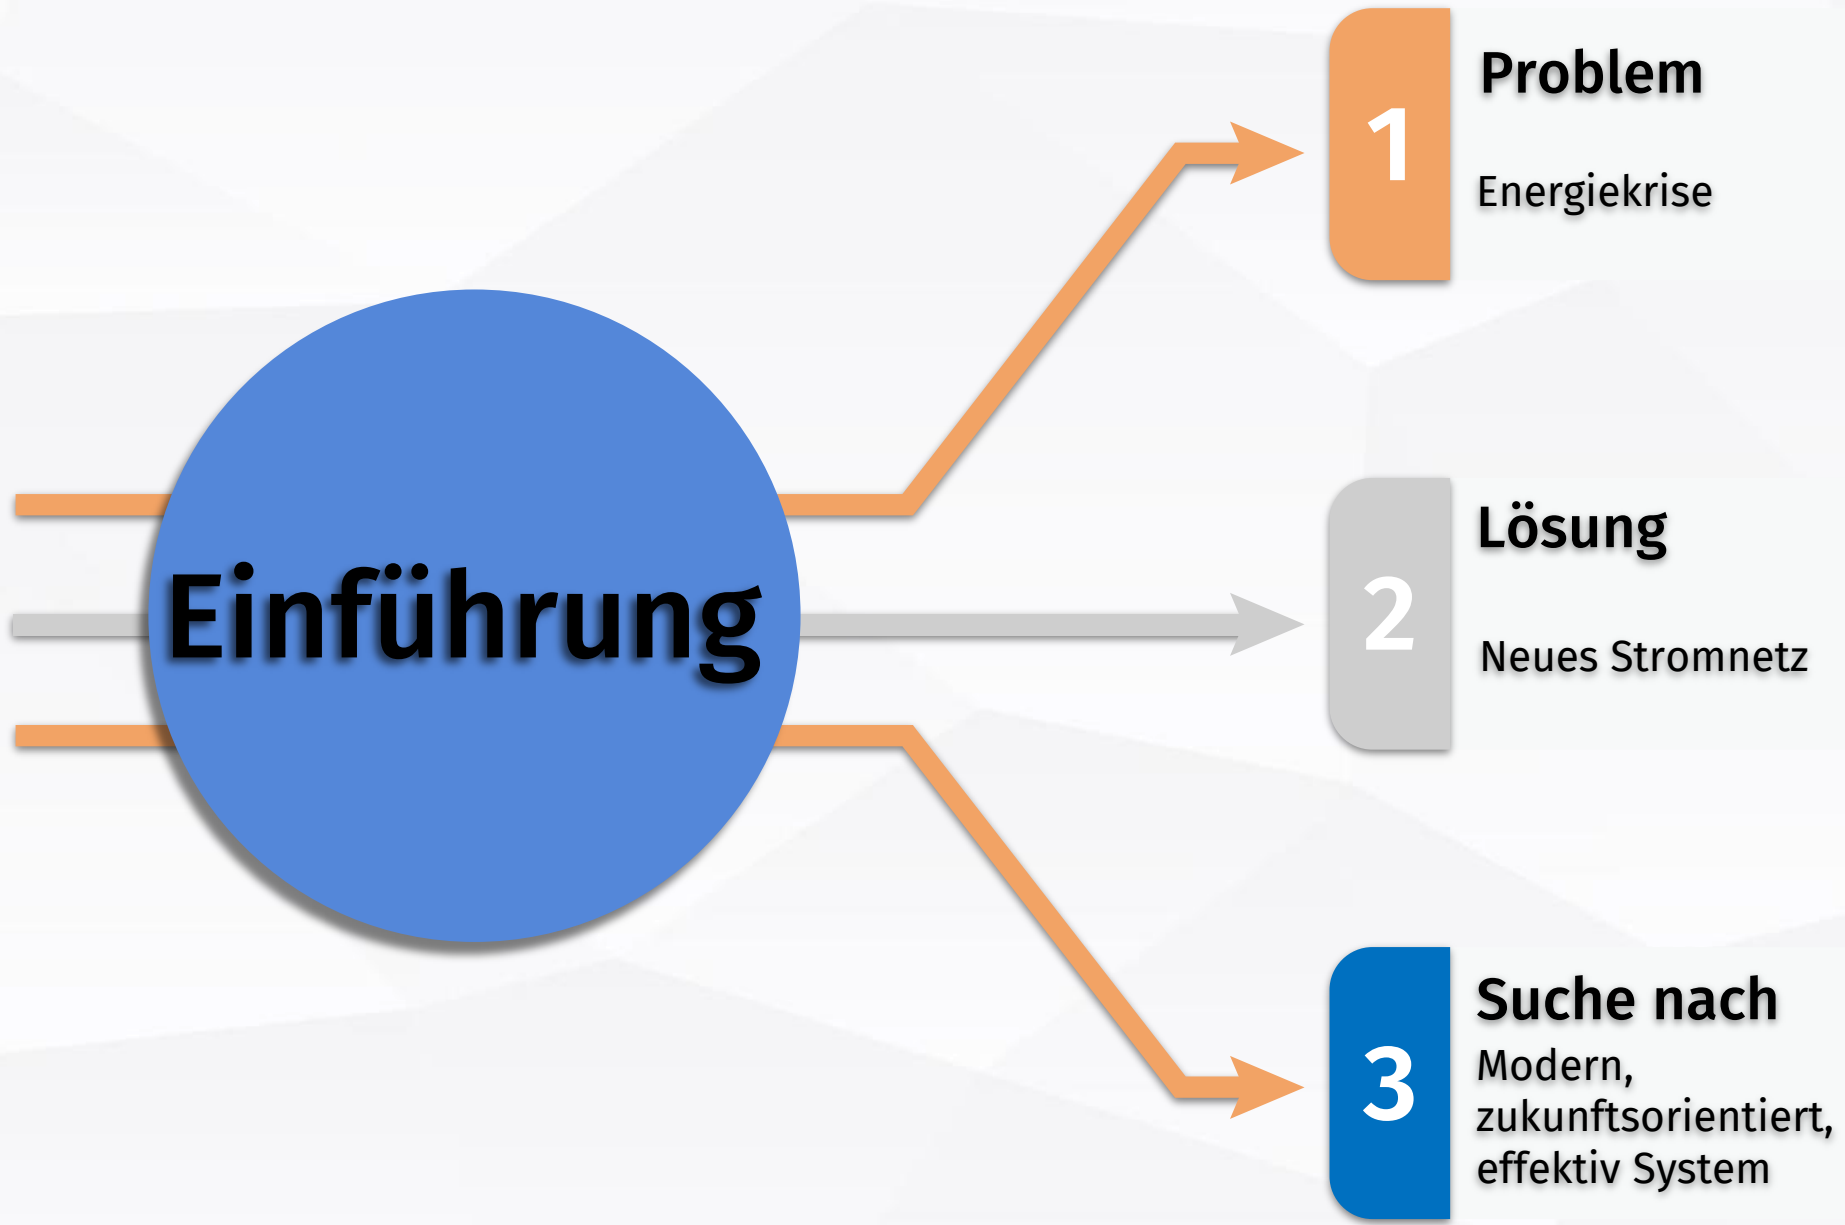 Einführung
1
Problem
Energiekrise
2
Lösung
Neues Stromnetz
3
Suche nach
Modern,
zukunftsorientiert,
effektiv System